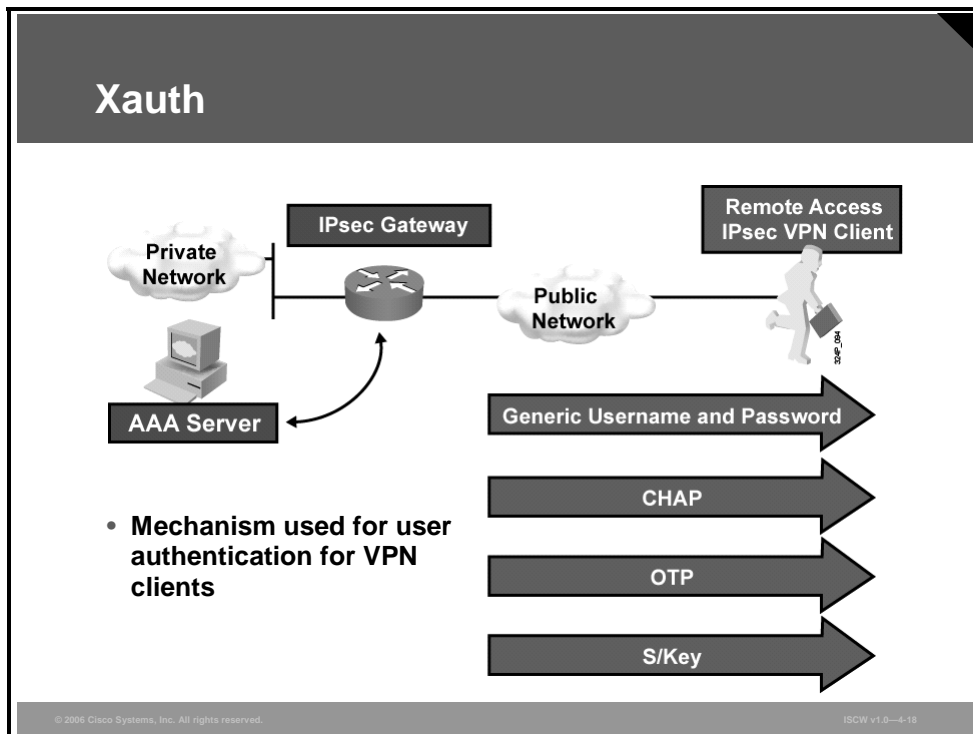 Xauth
IPsec Gateway
Remote Access
IPsec VPN Client
Private
Network
Public
Network
324P_094
AAA Server
Generic Username and Password
CHAP
OTP
S/Key
• Mechanism used for user
authentication for VPN
clients
© 2006 Cisco Systems, Inc. All rights reserved.
ISCW v1.0—4-18